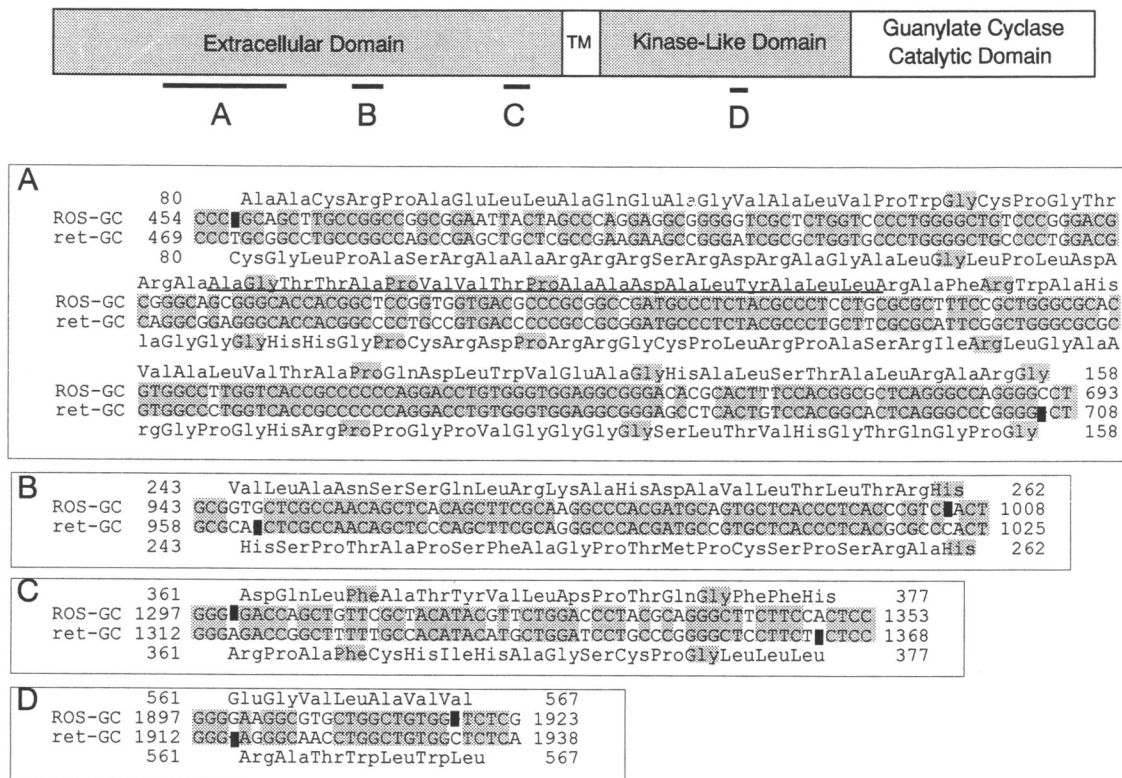 Extracellular Domain TM Kinase-Like Domain Guanylate Cyclase
Catalytic Domain
A B C D
A
80 AlaAlaCysArgProAlaGluLeuLeuAlaGlnGluAlaGlyValAlaLeuValProTrpGlyCysProGlyThr
ROS-GC 454 CCC▮GCAGCTTGCCGGCCGGCGGAATTACTAGCCCAGGAGGCGGGGGTCGCTCTGGTCCCCTGGGGCTGTCCCGGGACG
ret-GC 469 CCCTGCGGCCTGCCGGCCAGCCGAGCTGCTCGCCGAAGAAGCCGGGATCGCGCTGGTGCCCTGGGGCTGCCCCTGGACG
80 CysGlyLeuProAlaSerArgAlaAlaArgArgArgSerArgAspArgAlaGlyAlaLeuGlyLeuProLeuAspA
ArgAlaAlaGlyThrThrAlaProValValThrProAlaAlaAspAlaLeuTyrAlaLeuLeuArgAlaPheArgTrpAlaHis
ROS-GC CGGGCAGCGGGCACCACGGCTCCGGTGGTGACGCCCGCGGCCGATGCCCTCTACGCCCTCCTGCGCGCTTTCCGCTGGGCGCAC
ret-GC CAGGCGGAGGGCACCACGGCCCCTGCCGTGACCCCCGCCGCGGATGCCCTCTACGCCCTGCTTCGCGCATTCGGCTGGGCGCGC
laGlyGlyGlyHisHisGlyProCysArgAspProArgArgGlyCysProLeuArgProAlaSerArgIleArgLeuGlyAlaA
ValAlaLeuValThrAlaProGlnAspLeuTrpValGluAlaGlyHisAlaLeuSerThrAlaLeuArgAlaArgGly 158
ROS-GC GTGGCCTTGGTCACCGCCCCCCAGGACCTGTGGGTGGAGGCGGGACACGCACTTTCCACGGCGCTCAGGGCCAGGGGCCT 693
ret-GC GTGGCCCTGGTCACCGCCCCCCAGGACCTGTGGGTGGAGGCGGGAGCCTCACTGTCCACGGCACTCAGGGCCCGGGG▮CT 708
rgGlyProGlyHisArgProProGlyProValGlyGlyGlyGlySerLeuThrValHisGlyThrGlnGlyProGly 158
B
243 ValLeuAlaAsnSerSerGlnLeuArgLysAlaHisAspAlaValLeuThrLeuThrArgHis 262
ROS-GC 943 GCGGTGCTCGCCAACAGCTCACAGCTTCGCAAGGCCCACGATGCAGTGCTCACCCTCACCCGTC▮ACT 1008
ret-GC 958 GCGCA▮CTCGCCAACAGCTCCCAGCTTCGCAGGGCCCACGATGCCGTGCTCACCCTCACGCGCCCACT 1025
243 HisSerProThrAlaProSerPheAlaGlyProThrMetProCysSerProSerArgAlaHis 262
C
361 AspGlnLeuPheAlaThrTyrValLeuApsProThrGlnGlyPhePheHis 377
ROS-GC 1297 GGG▮GACCAGCTGTTCGCTACATACGTTCTGGACCCTACGCAGGGCTTCTTCCACTCC 1353
ret-GC 1312 GGGAGACCGGCTTTTTGCCACATACATGCTGGATCCTGCCCGGGGCTCCTTCT▮CTCC 1368
361 ArgProAlaPheCysHisIleHisAlaGlySerCysProGlyLeuLeuLeu 377
D
561 GluGlyValLeuAlaValVal 567
ROS-GC 1897 GGGGAAGGCGTGCTGGCTGTGG▮TCTCG 1923
ret-GC 1912 GGG▮AGGGCAACCTGGCTGTGGCTCTCA 1938
561 ArgAlaThrTrpLeuTrpLeu 567